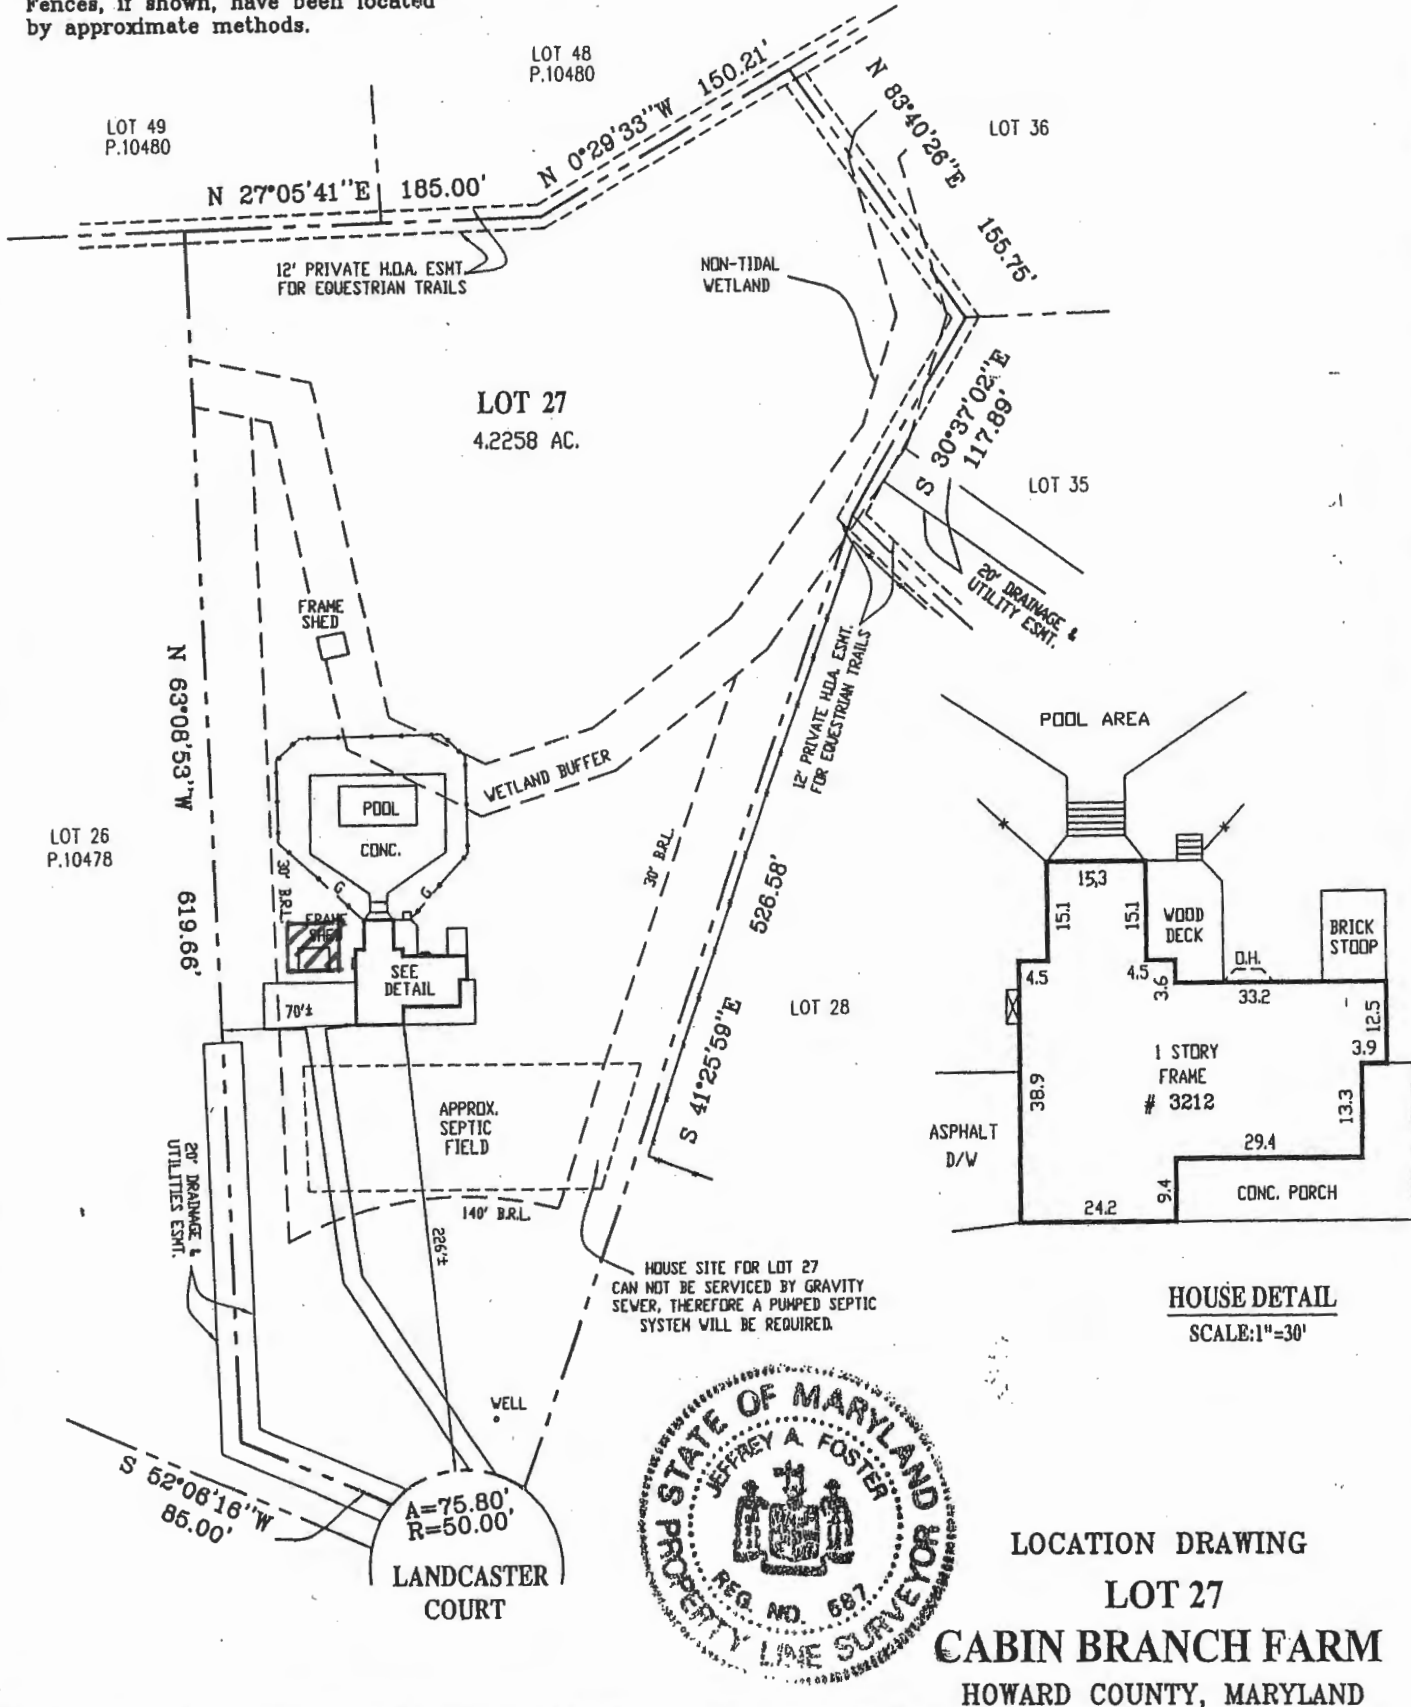 Fences, if shown, have been located
by approximate methods.
LOT 48
P.10480
LOT 49
P.10480
LOT 36
N 27°05'41"E 185.00'
N 0°29'33"W 150.21'
N 83°40'26"E 155.75'
12' PRIVATE H.O.A. ESMT.
FOR EQUESTRIAN TRAILS
NON-TIDAL
WETLAND
LOT 27
4.2258 AC.
S 30°37'02"E
117.89'
LOT 35
20' DRAINAGE &
UTILITY ESMT.
FRAME
SHED
12' PRIVATE H.O.A. ESMT.
FOR EQUESTRIAN TRAILS
N 63°08'53"W 619.66'
WETLAND BUFFER
POOL
CONC.
LOT 26
P.10478
30' B.R.L.
30' B.R.L.
G
G
FRAME
SHED
SEE
DETAIL
70'±
526.58'
S 41°25'59"E
LOT 28
APPROX.
SEPTIC
FIELD
140' B.R.L.
226'±
20' DRAINAGE &
UTILITIES ESMT.
HOUSE SITE FOR LOT 27
CAN NOT BE SERVICED BY GRAVITY
SEWER, THEREFORE A PUMPED SEPTIC
SYSTEM WILL BE REQUIRED.
WELL
S 52°06'16"W
85.00'
A=75.80'
R=50.00'
LANDCASTER
COURT
POOL AREA
15,3
15.1
15.1
WOOD
DECK
BRICK
STOOP
4.5
4.5
3.6
O.H.
33.2
12.5
3.9
1 STORY
FRAME
# 3212
38.9
13.3
ASPHALT
D/W
29.4
9.4
CONC. PORCH
24.2
HOUSE DETAIL
SCALE:1"=30'
STATE OF MARYLAND
JEFFREY A. FOSTER
REG. NO. 687
PROPERTY LINE SURVEYOR
LOCATION DRAWING
LOT 27
CABIN BRANCH FARM
HOWARD COUNTY, MARYLAND